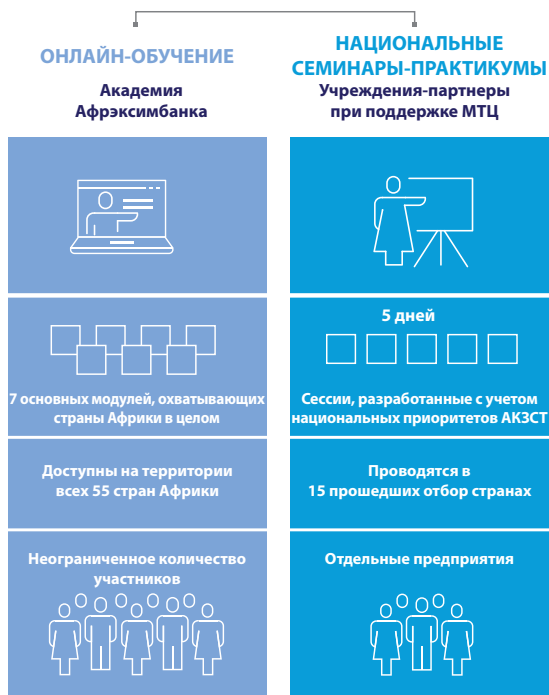 ОНЛАЙН-ОБУЧЕНИЕ
Академия
Афрэксимбанка
7 основных модулей, охватывающих
страны Африки в целом
Доступны на территории
всех 55 стран Африки
Неограниченное количество
участников
НАЦИОНАЛЬНЫЕ
СЕМИНАРЫ-ПРАКТИКУМЫ
Учреждения-партнеры
при поддержке МТЦ
5 дней
Сессии, разработанные с учетом
национальных приоритетов АКЗСТ
Проводятся в
15 прошедших отбор странах
Отдельные предприятия